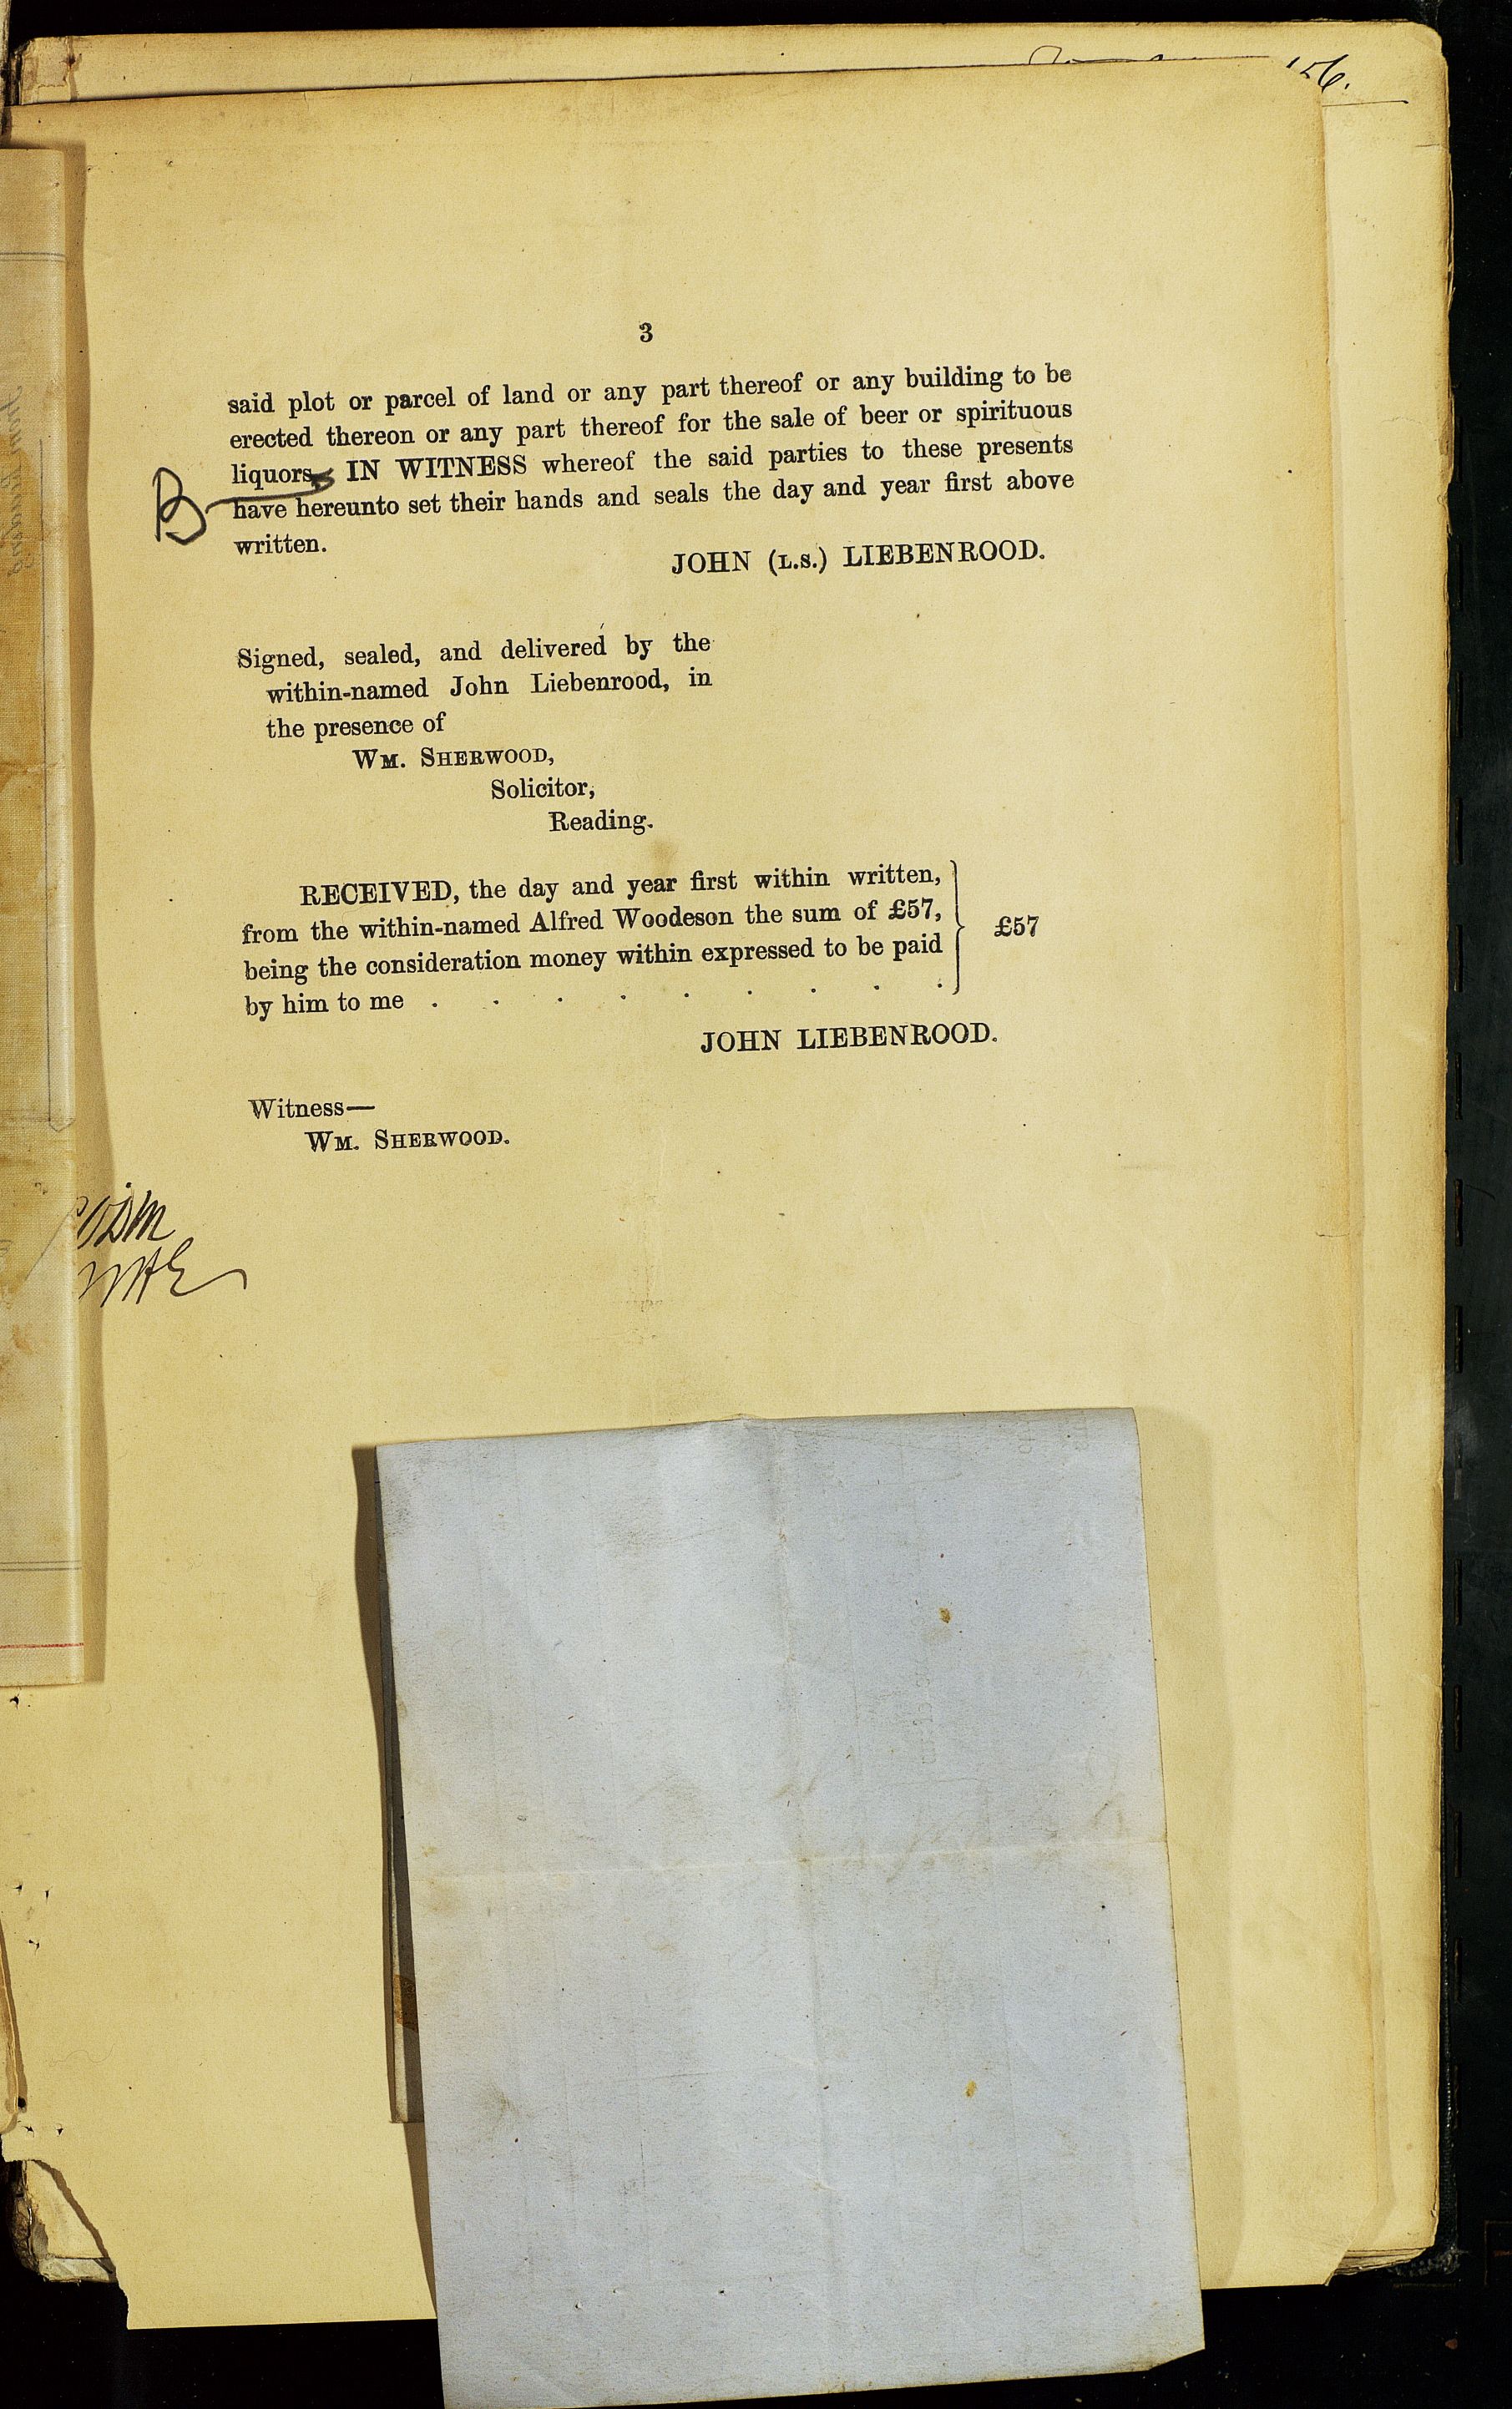 156.
3
said plot or parcel of land or any part thereof or any building to be
erected thereon or any part thereof for the sale of beer or spirituous
liquors. IN WITNESS whereof the said parties to these presents
B
have hereunto set their hands and seals the day and year first above
written.
JOHN (L.S.) LIEBENROOD.
Signed, sealed, and delivered by the
within-named John Liebenrood, in
the presence of
WM. SHERWOOD,
Solicitor,
Reading.
RECEIVED, the day and year first within written,
from the within-named Alfred Woodeson the sum of £57,
being the consideration money within expressed to be paid
by him to me . . . . . . . . .
£57
JOHN LIEBENROOD.
Witness—
WM. SHERWOOD.